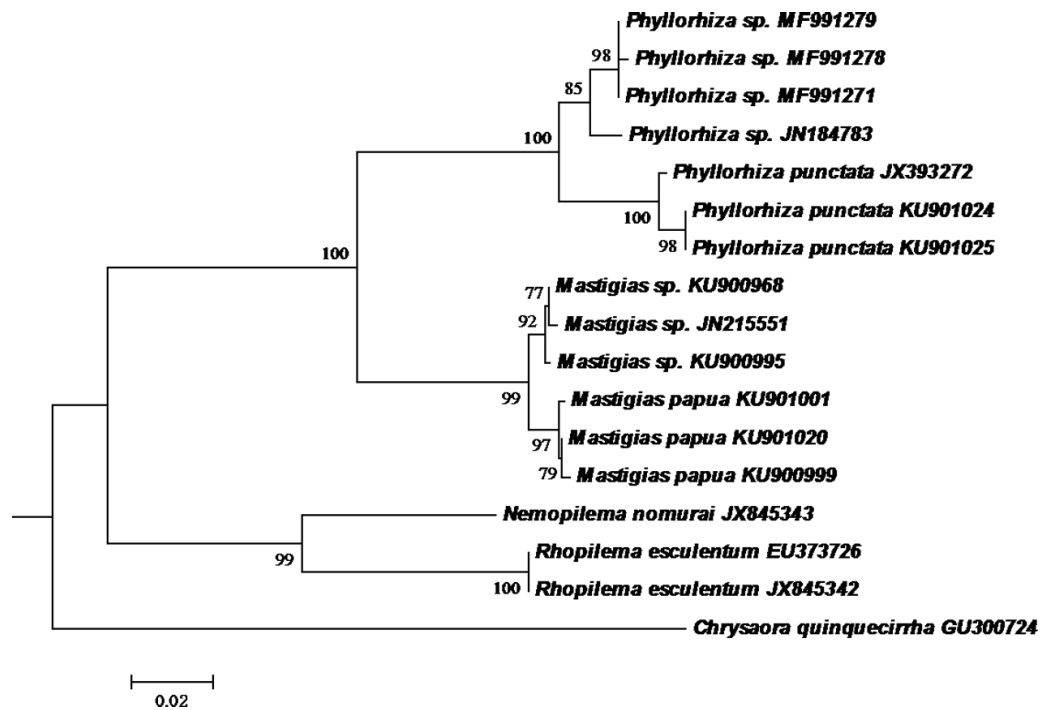 Phyllorhiza sp. MF991279
98 Phyllorhiza sp. MF991278
85
Phyllorhiza sp. MF991271
100 Phyllorhiza sp. JN184783
Phyllorhiza punctata JX393272
100 Phyllorhiza punctata KU901024
98 Phyllorhiza punctata KU901025
100
77 Mastigias sp. KU900968
92 Mastigias sp. JN215551
Mastigias sp. KU900995
99 Mastigias papua KU901001
97 Mastigias papua KU901020
79 Mastigias papua KU900999
Nemopilema nomurai JX845343
99 Rhopilema esculentum EU373726
100 Rhopilema esculentum JX845342
Chrysaora quinquecirrha GU300724
0.02